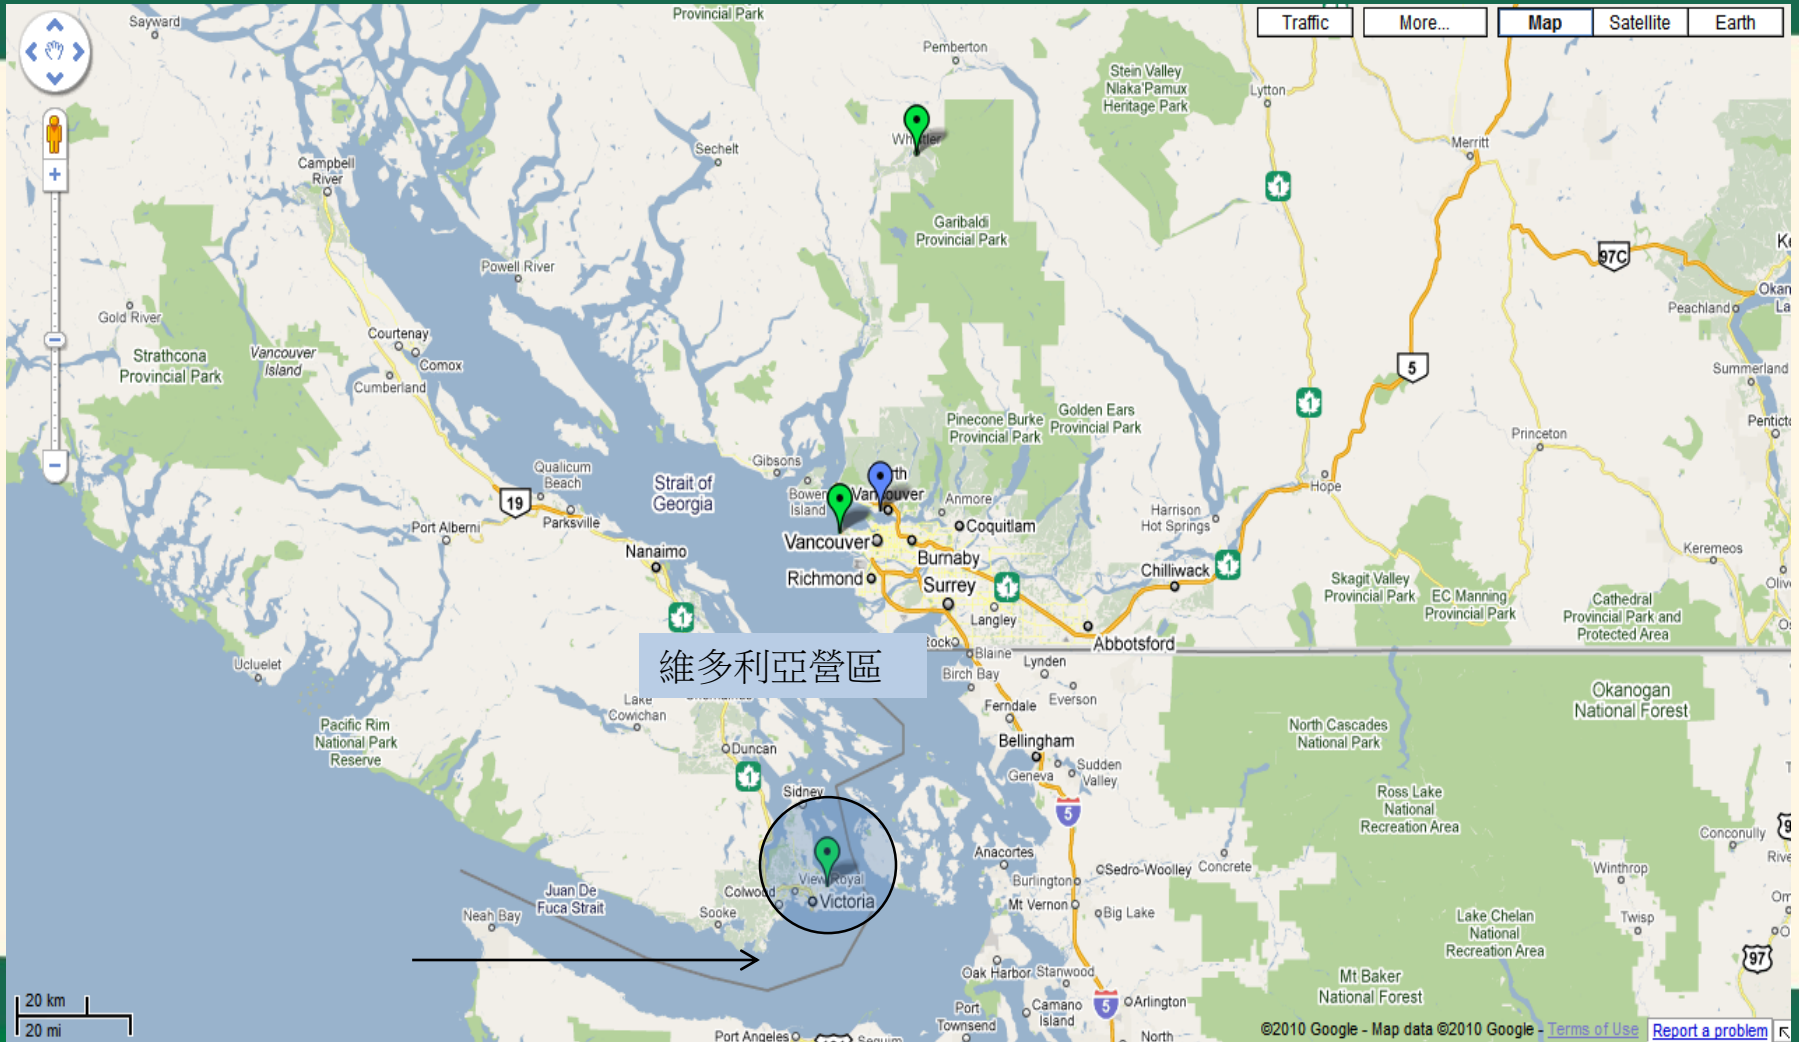 Sayward
Provincial Park
Traffic
More...
Map
Satellite
Earth
Pemberton
Stein Valley
Nlaka'Pamux
Heritage Park
Lytton
Merritt
Campbell
River
Sechelt
Garibaldi
Provincial Park
Powell River
97C
Gold River
Courtenay
Comox
Cumberland
Strathcona
Provincial Park
Vancouver
Island
Peachland
5
1
1
Summerland
Golden Ears
Provincial Park
Pinecone Burke
Provincial Park
Princeton
Qualicum
Beach
Gibsons
Strait of
Georgia
Bowen
Island
Anmore
Hope
19
Port Alberni
Parksville
Coquitlam
Harrison
Hot Springs
Vancouver
Nanaimo
Burnaby
Keremeos
Richmond
Surrey
1
Chilliwack
1
Skagit Valley
Provincial Park
EC Manning
Provincial Park
Cathedral
Provincial Park and
Protected Area
1
Langley
Abbotsford
維多利亞營區
Rock
Blaine
Lynden
Birch Bay
Everson
Ucluelet
Lake
Cowichan
Ferndale
Okanogan
National Forest
Pacific Rim
National Park
Reserve
North Cascades
National Park
Duncan
Bellingham
1
Sudden
Valley
Geneva
Sidney
5
Ross Lake
National
Recreation Area
Conconully
Anacortes
Sedro-Woolley
Concrete
Winthrop
View Royal
Burlington
Colwood
Victoria
Juan De
Fuca Strait
Mt Vernon
Big Lake
Sooke
Neah Bay
Lake Chelan
National
Recreation Area
Twisp
97
Oak Harbor
Stanwood
Mt Baker
National Forest
20 km
20 mi
Port
Townsend
Camano
Island
5
Arlington
Port Angeles
North
©2010 Google - Map data ©2010 Google - Terms of Use
Report a problem